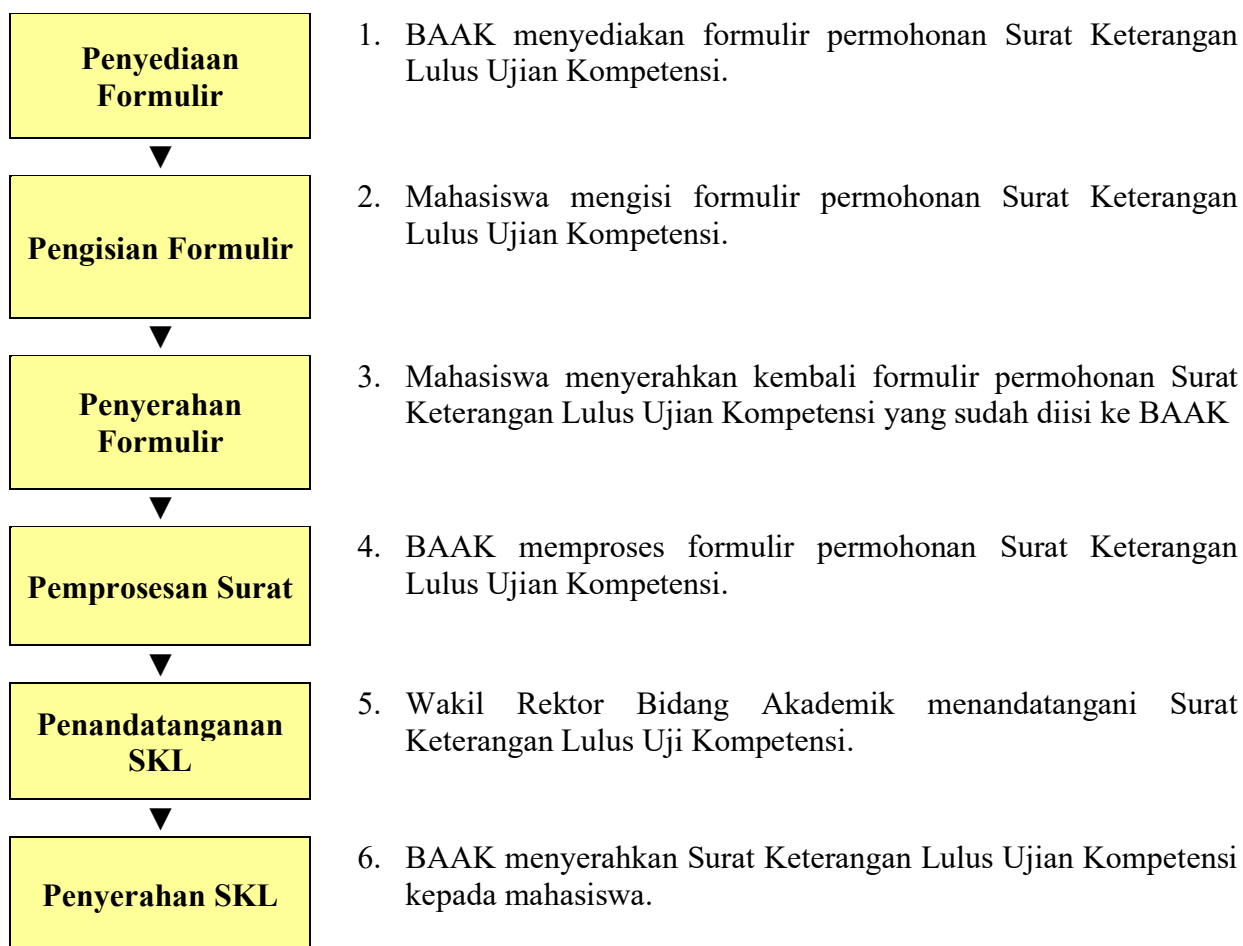 Penyediaan
Formulir
1. BAAK menyediakan formulir permohonan Surat Keterangan
Lulus Ujian Kompetensi.
▼
Pengisian Formulir
2. Mahasiswa mengisi formulir permohonan Surat Keterangan
Lulus Ujian Kompetensi.
▼
Penyerahan
Formulir
3. Mahasiswa menyerahkan kembali formulir permohonan Surat
Keterangan Lulus Ujian Kompetensi yang sudah diisi ke BAAK
▼
Pemprosesan Surat
4. BAAK memproses formulir permohonan Surat Keterangan
Lulus Ujian Kompetensi.
▼
Penandatanganan
SKL
5. Wakil Rektor Bidang Akademik menandatangani Surat
Keterangan Lulus Uji Kompetensi.
▼
Penyerahan SKL
6. BAAK menyerahkan Surat Keterangan Lulus Ujian Kompetensi
kepada mahasiswa.